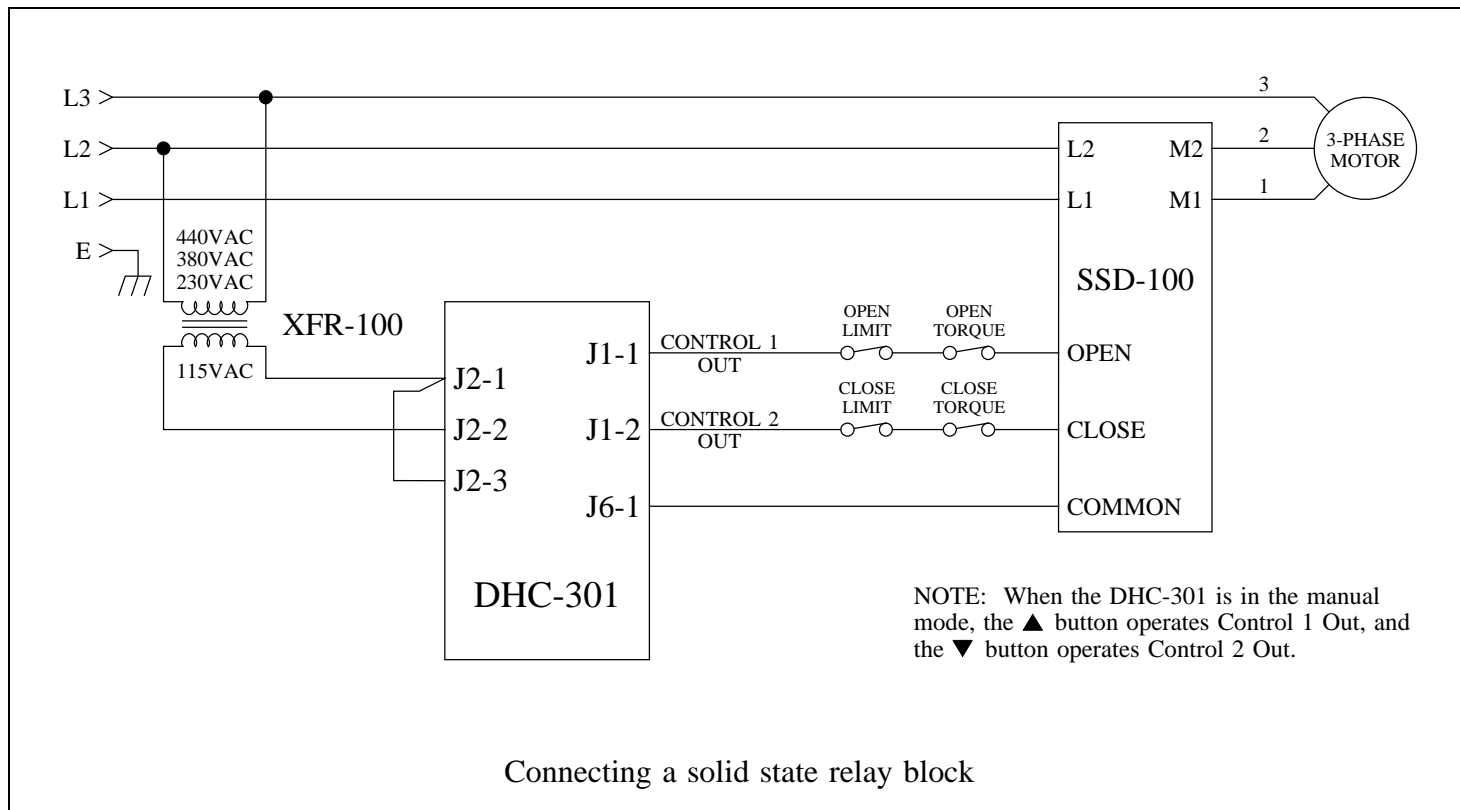 L3
3
L2
L2
M2
2
3-PHASE
MOTOR
L1
L1
M1
1
E
440VAC
380VAC
230VAC
XFR-100
115VAC
SSD-100
J2-1
J2-2
J2-3
J1-1
J1-2
J6-1
DHC-301
CONTROL 1
OUT
OPEN
LIMIT
OPEN
TORQUE
OPEN
CONTROL 2
OUT
CLOSE
LIMIT
CLOSE
TORQUE
CLOSE
COMMON
NOTE: When the DHC-301 is in the manual
mode, the ▲ button operates Control 1 Out, and
the ▼ button operates Control 2 Out.
Connecting a solid state relay block